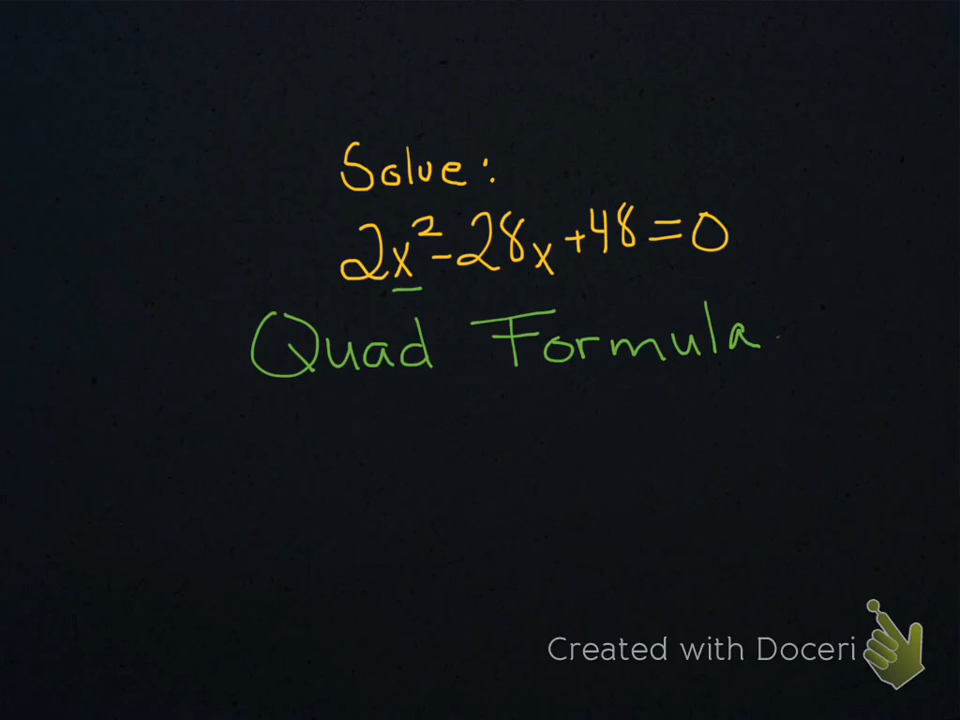 Solve:
2x²-28x+48=0
Quad Formula
Created with Doceri